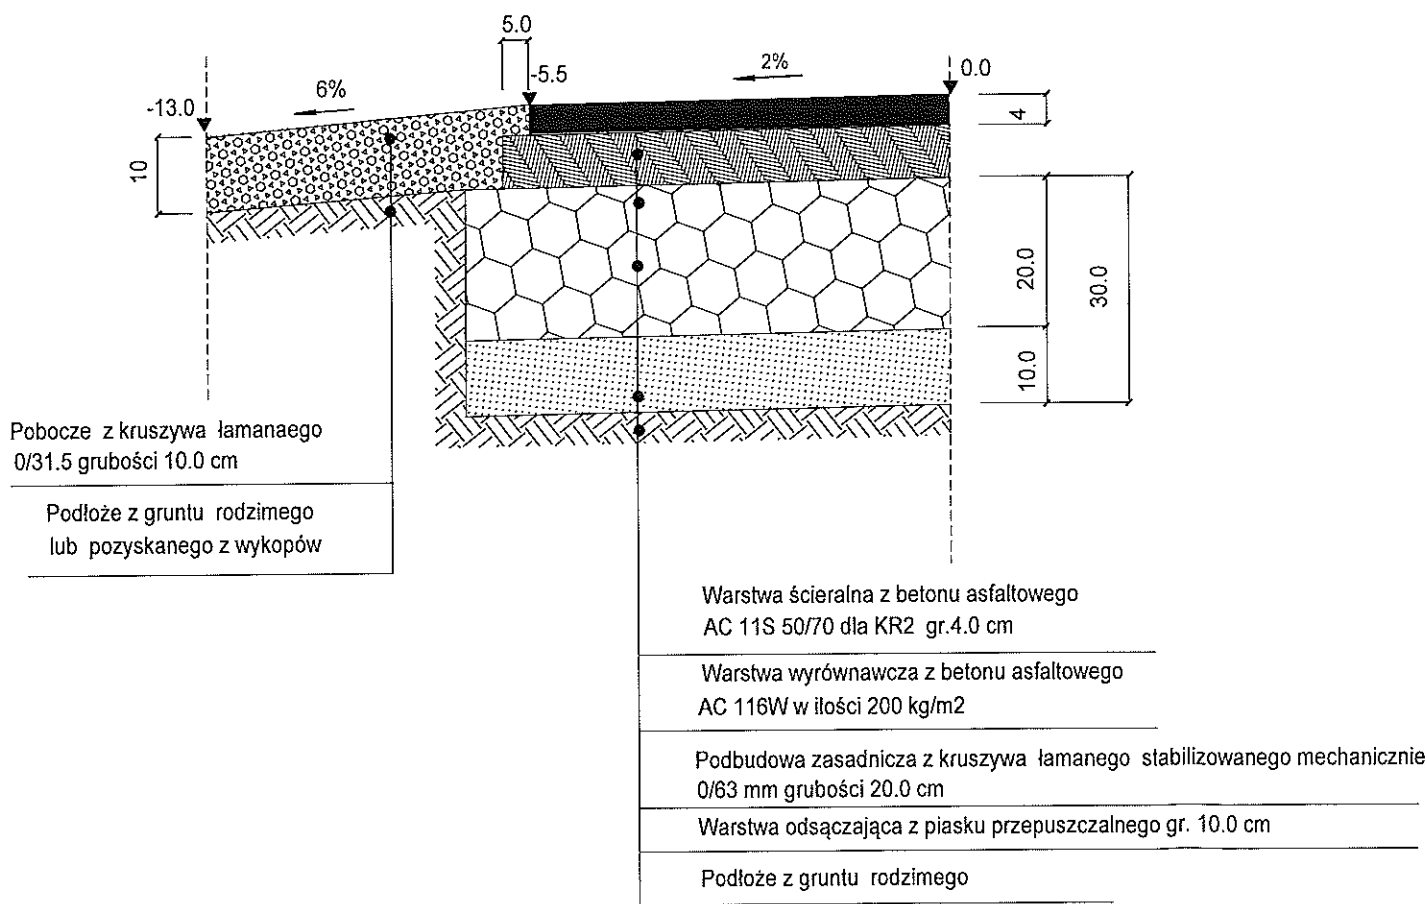 5.0
-5.5
2%
0.0
6%
-13.0
4
10
20.0
30.0
10.0
Pobocze z kruszywa łamanaego
0/31.5 grubości 10.0 cm
Podłoże z gruntu rodzimego
lub pozyskanego z wykopów
Warstwa ścieralna z betonu asfaltowego
AC 11S 50/70 dla KR2 gr.4.0 cm
Warstwa wyrównawcza z betonu asfaltowego
AC 116W w ilości 200 kg/m2
Podbudowa zasadnicza z kruszywa łamanego stabilizowanego mechanicznie
0/63 mm grubości 20.0 cm
Warstwa odsączająca z piasku przepuszczalnego gr. 10.0 cm
Podłoże z gruntu rodzimego